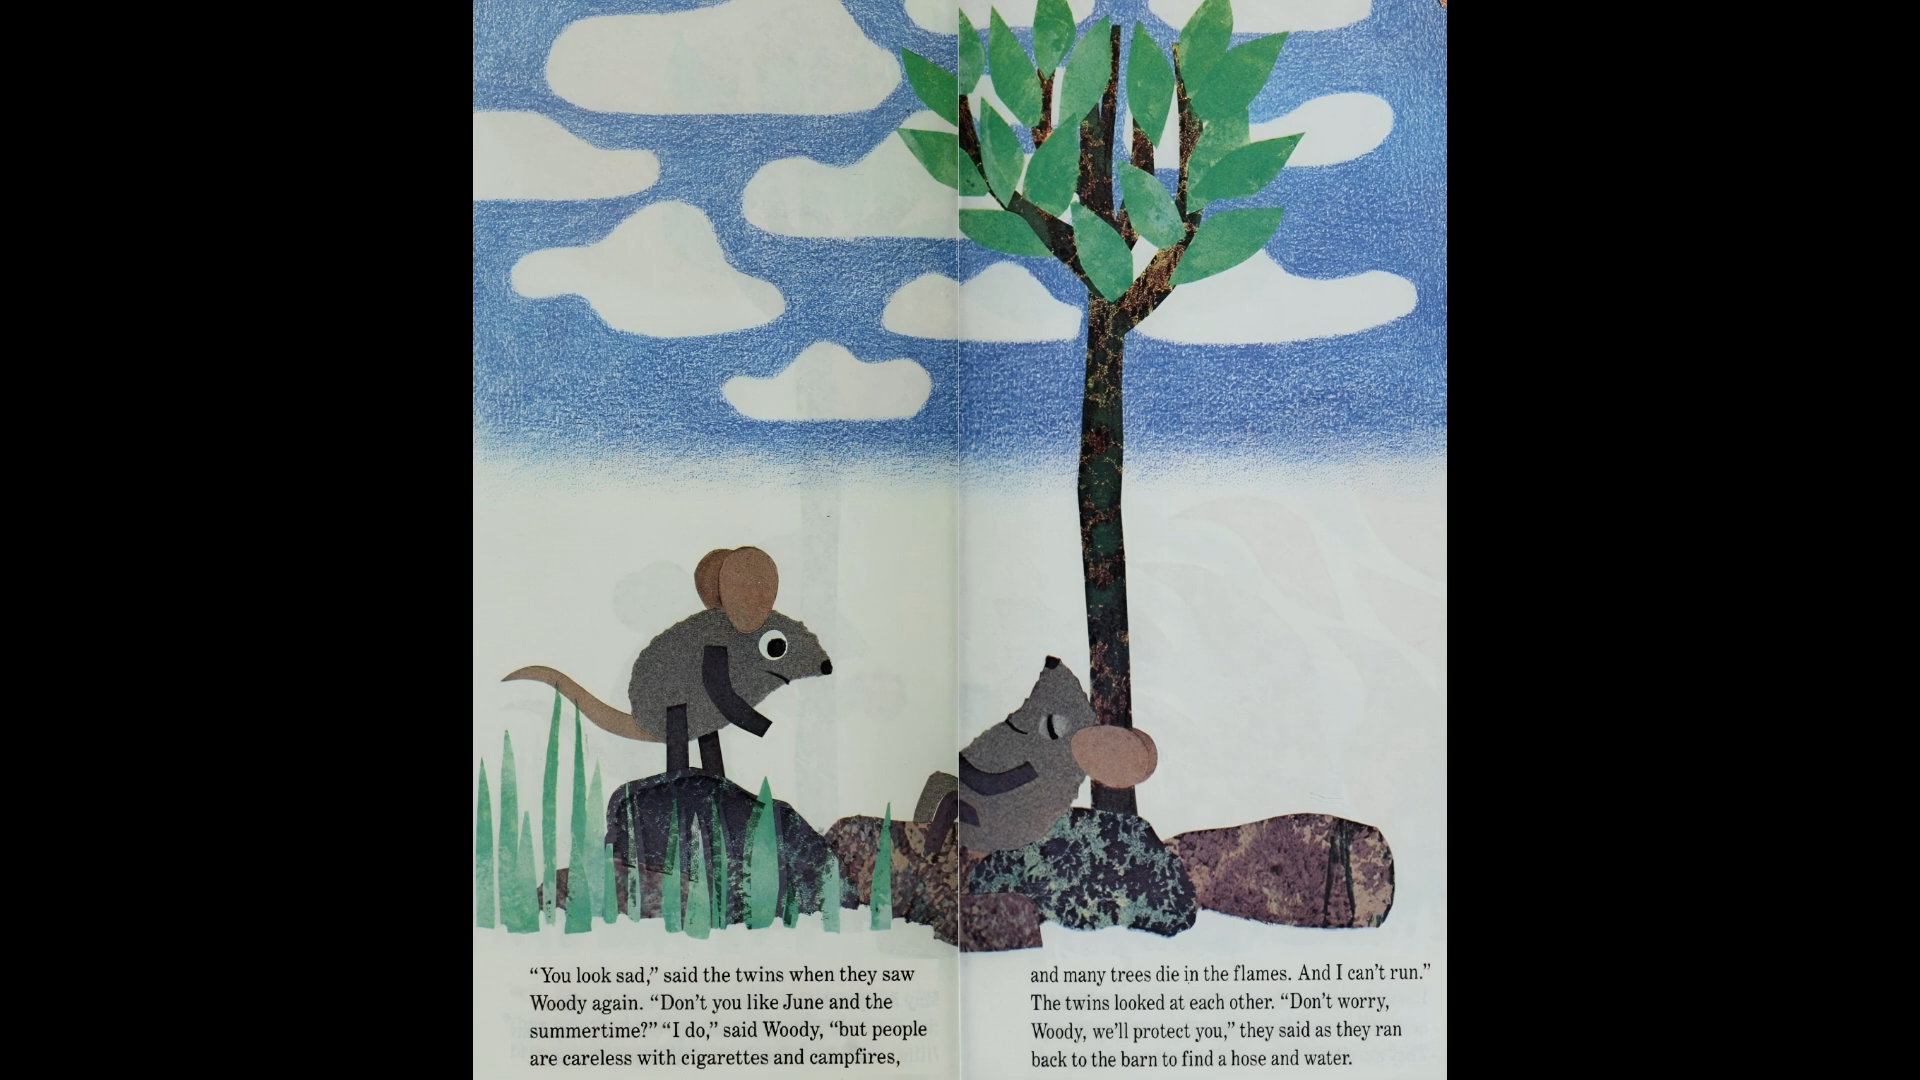 “You look sad,” said the twins when they saw
Woody again. “Don’t you like June and the
summertime?” “I do,” said Woody, “but people
are careless with cigarettes and campfires,
and many trees die in the flames. And I can’t run.”
The twins looked at each other. “Don’t worry,
Woody, we’ll protect you,” they said as they ran
back to the barn to find a hose and water.